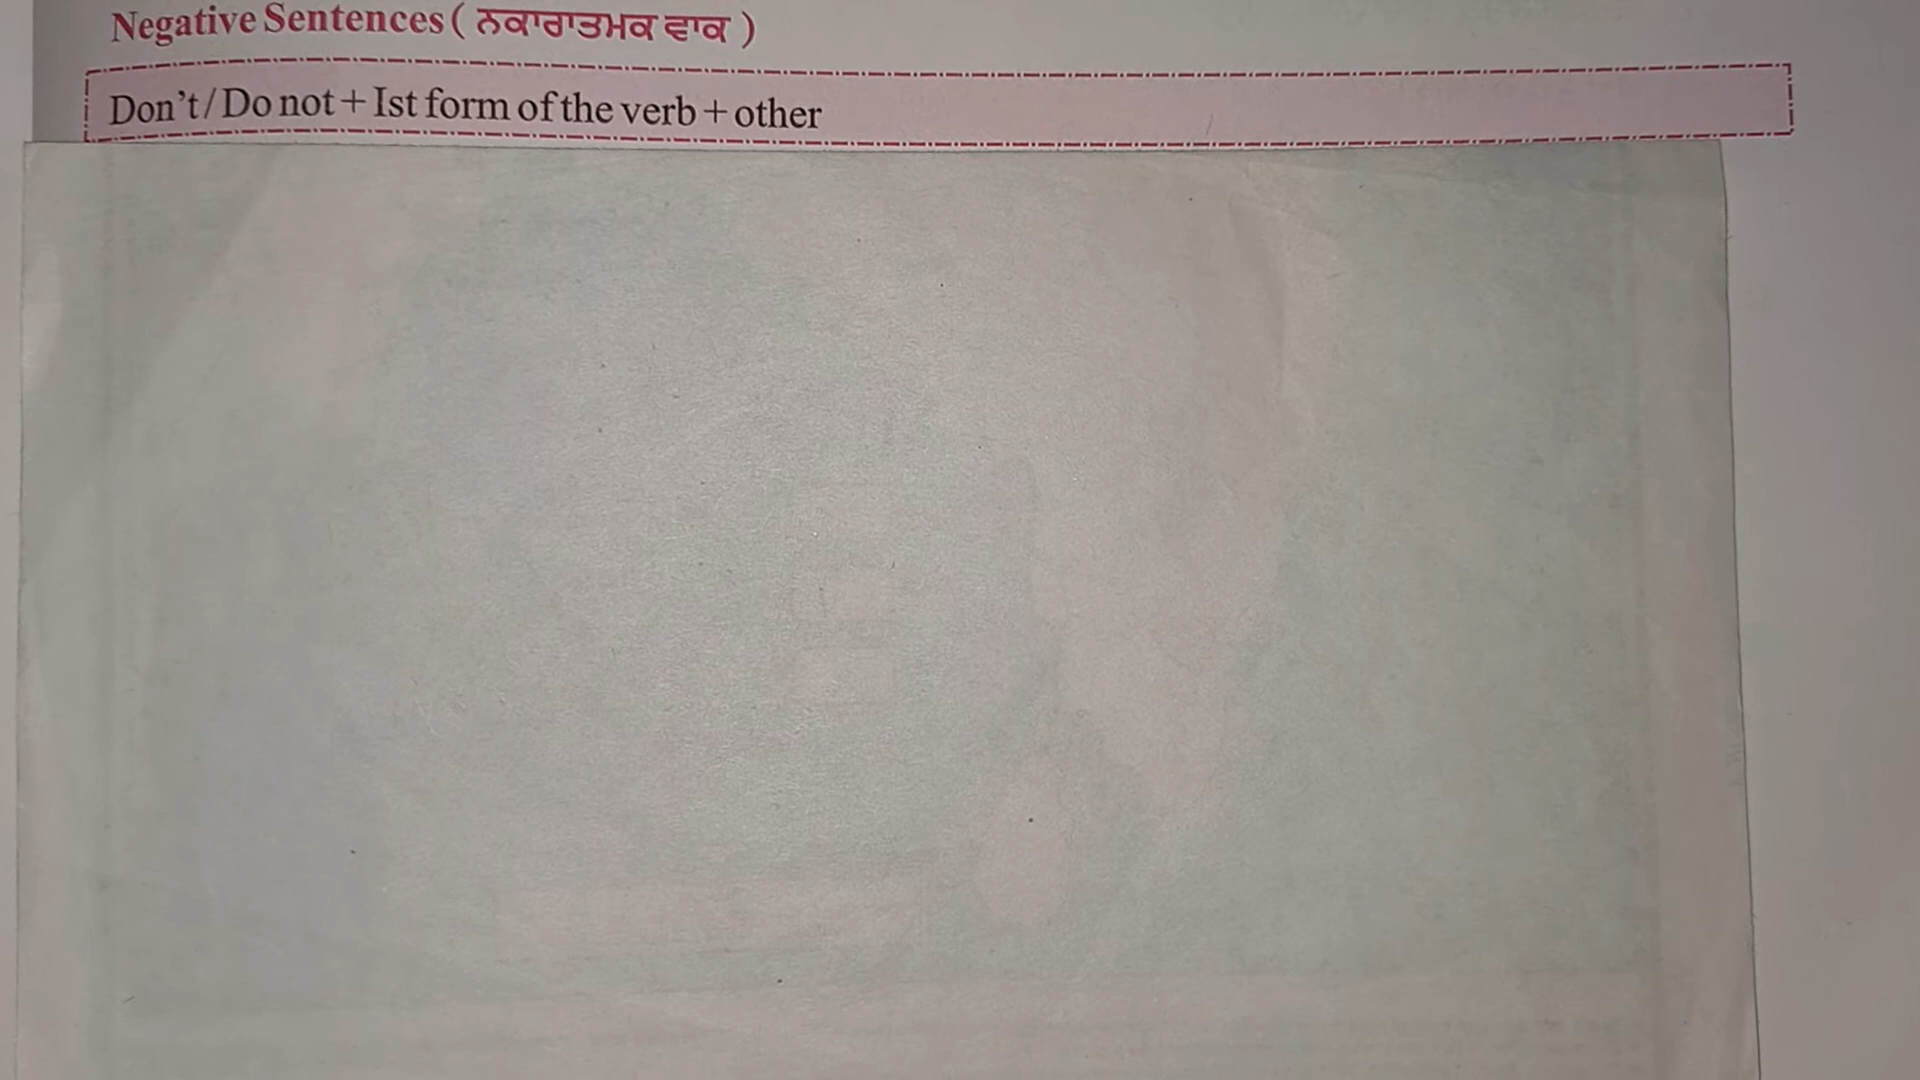 Negative Sentences ( ਨਕਾਰਾਤਮਕ ਵਾਕ )
Don't / Do not + Ist form of the verb + other